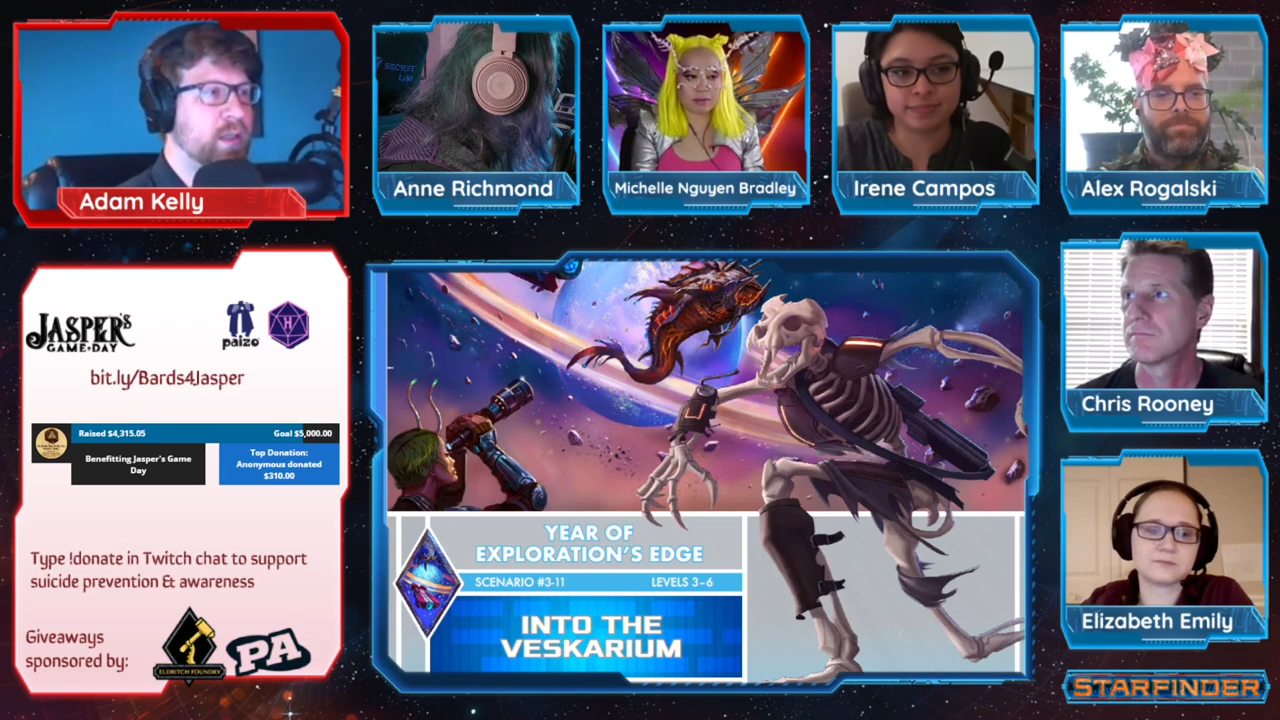 SECRET
LAB
Adam Kelly
Anne Richmond
Michelle Nguyen Bradley
Irene Campos
Alex Rogalski
JASPER'S
GAME DAY
paizo
H
bit.ly/Bards4Jasper
Raised $4,315.05
Goal $5,000.00
Benefitting Jasper's Game
Day
Top Donation:
Anonymous donated
$310.00
Type !donate in Twitch chat to support
suicide prevention & awareness
Giveaways
sponsored by:
ELDRITCH FOUNDRY
PA
YEAR OF
EXPLORATION'S EDGE
SCENARIO #3-11
LEVELS 3–6
INTO THE
VESKARIUM
Chris Rooney
Elizabeth Emily
STARFINDER